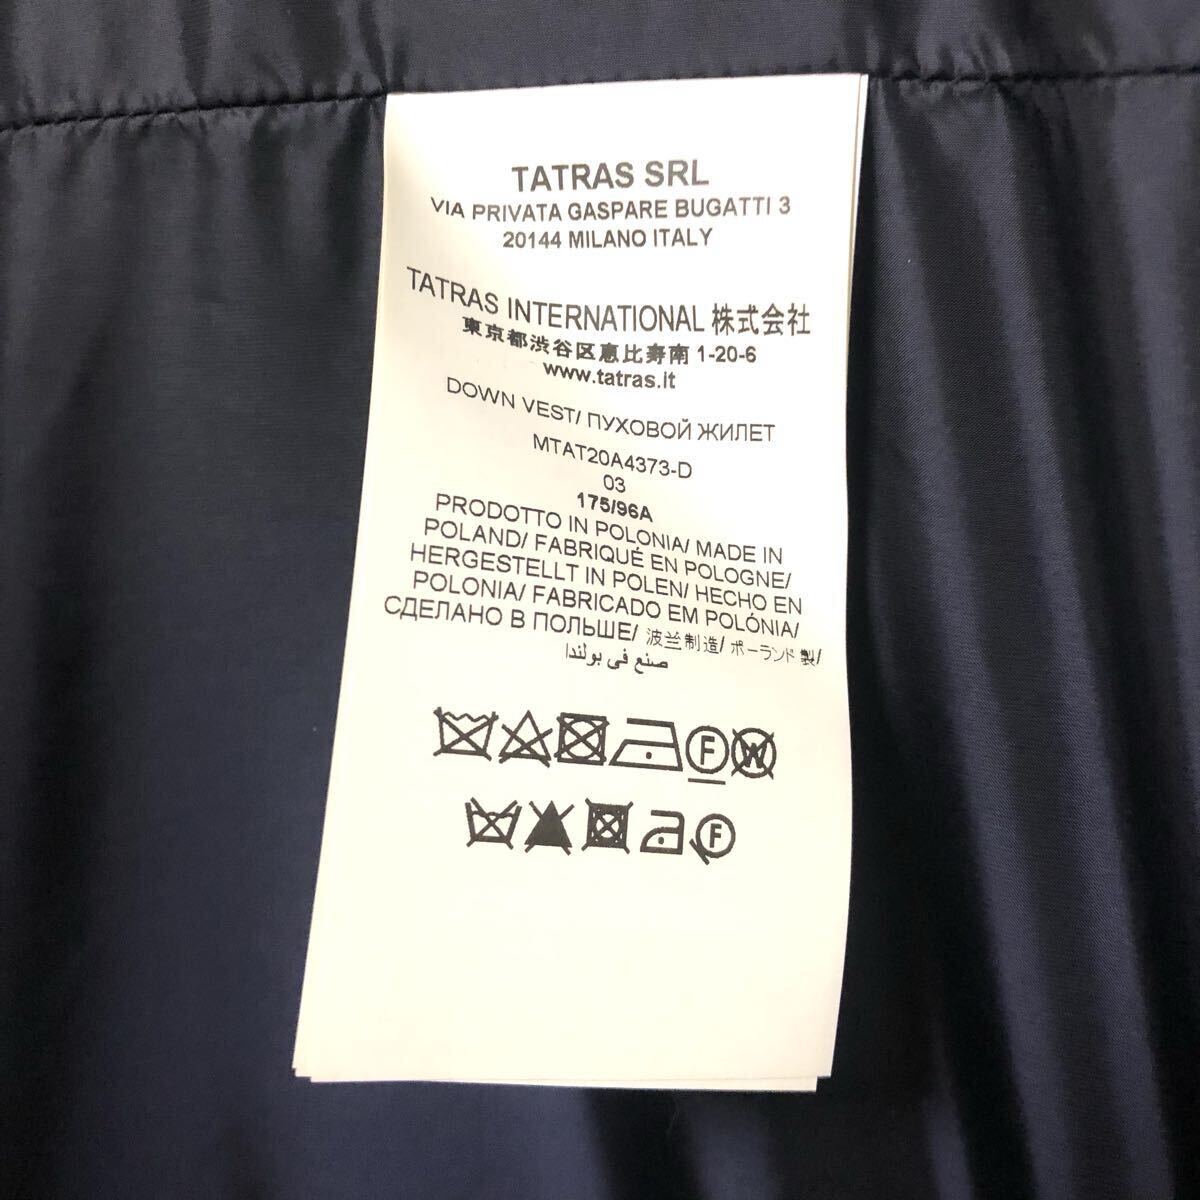 TATRAS SRL
VIA PRIVATA GASPARE BUGATTI 3
20144 MILANO ITALY
TATRAS INTERNATIONAL 株式会社
東京都渋谷区恵比寿南 1-20-6
www.tatras.it
DOWN VEST/ ПУХОВОЙ ЖИЛЕТ
MTAT20A4373-D
03
175/96A
PRODOTTO IN POLONIA/ MADE IN
POLAND/ FABRIQUÉ EN POLOGNE/
HERGESTELLT IN POLEN/ HECHO EN
POLONIA/ FABRICADO EM POLÓNIA/
СДЕЛАНО В ПОЛЬШЕ/ 波兰制造/ ポーランド製/
صنع في بولندا
F W
F